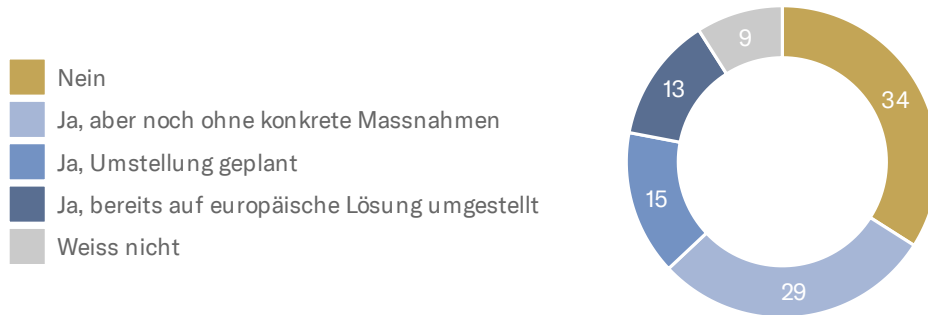 Nein
Ja, aber noch ohne konkrete Massnahmen
Ja, Umstellung geplant
Ja, bereits auf europäische Lösung umgestellt
Weiss nicht
9
34
13
15
29